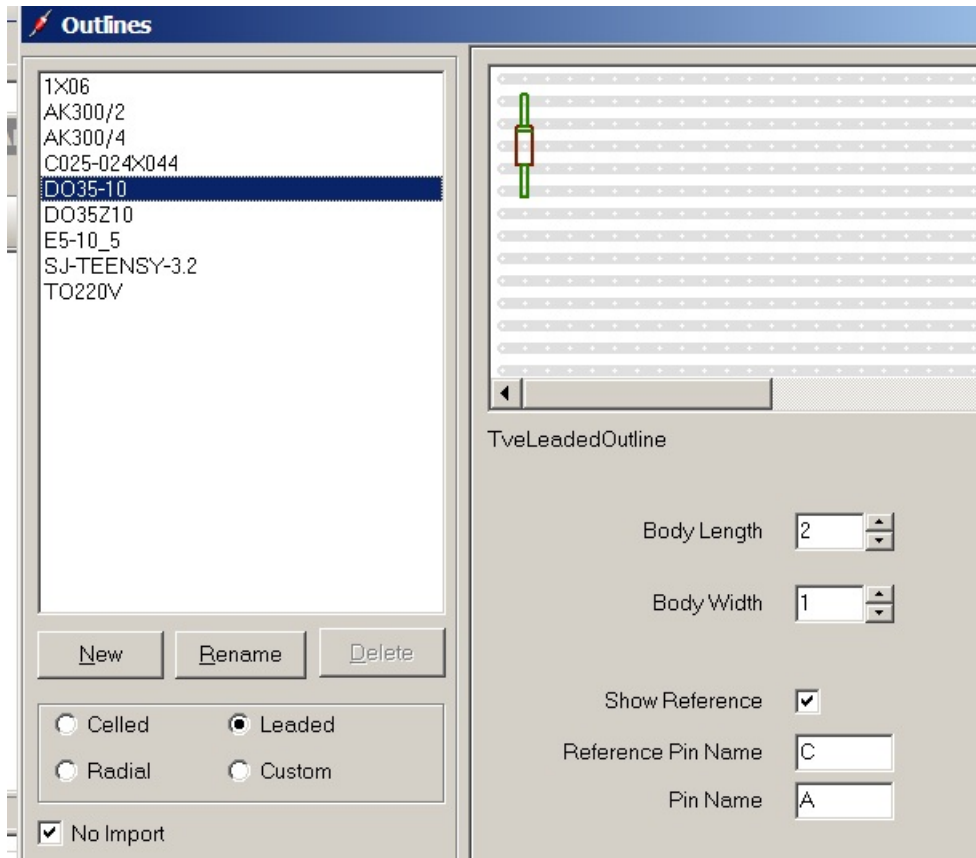 Outlines
1X06
AK300/2
AK300/4
C025-024X044
DO35-10
DO35Z10
E5-10_5
SJ-TEENSY-3.2
TO220V
New Rename Delete
Celled Leaded
Radial Custom
No Import
TveLeadedOutline
Body Length 2
Body Width 1
Show Reference
Reference Pin Name C
Pin Name A